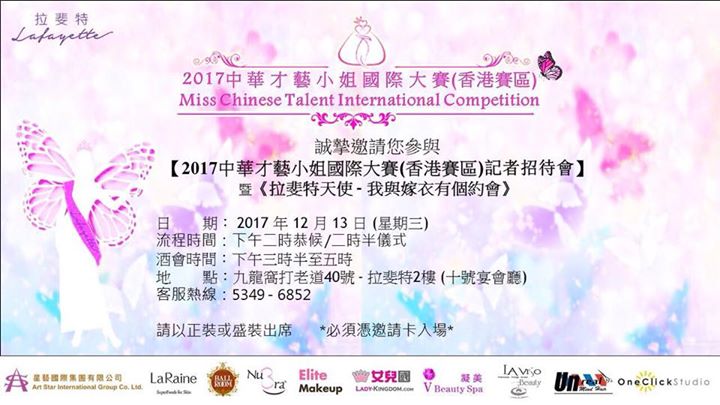 拉斐特
Lafayette
2017中華才藝小姐國際大賽(香港賽區)
Miss Chinese Talent International Competition
誠摯邀請您參與
【2017中華才藝小姐國際大賽(香港賽區)記者招待會】
暨《拉斐特天使 - 我與嫁衣有個約會》
日 期： 2017 年 12 月 13 日 (星期三)
流程時間：下午二時恭候/二時半儀式
酒會時間：下午三時半至五時
地 點：九龍窩打老道40號 - 拉斐特2樓 (十號宴會廳)
客服熱線：5349 - 6852
請以正裝或盛裝出席 *必須憑邀請卡入場*
Lafayette
星藝國際集團有限公司
Art Star International Group Co. Ltd.
LaRaine
Superfoods for Skin
BALL ROOM
Nu Bra
Elite
Makeup
女兒國
LADY-KINGDOM.com
凝美
V Beauty Spa
Beauty
OneClickStudio